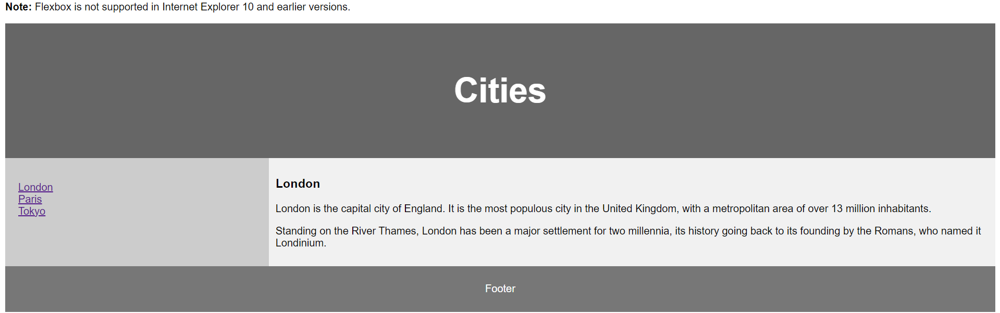 Note: Flexbox is not supported in Internet Explorer 10 and earlier versions.
Cities
London
Paris
Tokyo
London
London is the capital city of England. It is the most populous city in the United Kingdom, with a metropolitan area of over 13 million inhabitants.
Standing on the River Thames, London has been a major settlement for two millennia, its history going back to its founding by the Romans, who named it
Londinium.
Footer